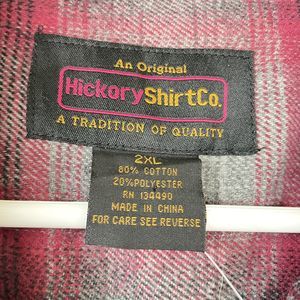 An Original
HickoryShirtCo.
A TRADITION OF QUALITY
2XL
80% COTTON
20% POLYESTER
RN 134490
MADE IN CHINA
FOR CARE SEE REVERSE